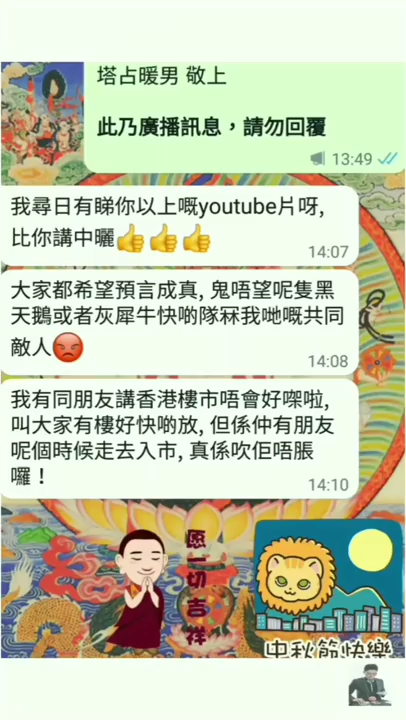 塔占暖男 敬上
此乃廣播訊息，請勿回覆
13:49
我尋日有睇你以上嘅youtube片呀,
比你講中曬👍👍👍
14:07
大家都希望預言成真, 鬼唔望呢隻黑
天鵝或者灰犀牛快啲隊冧我哋嘅共同
敵人😡
14:08
我有同朋友講香港樓市唔會好㗎啦,
叫大家有樓好快啲放, 但係仲有朋友
呢個時候走去入市, 真係吹佢唔脹
囉！
14:10
愿一切吉祥
中秋節快樂